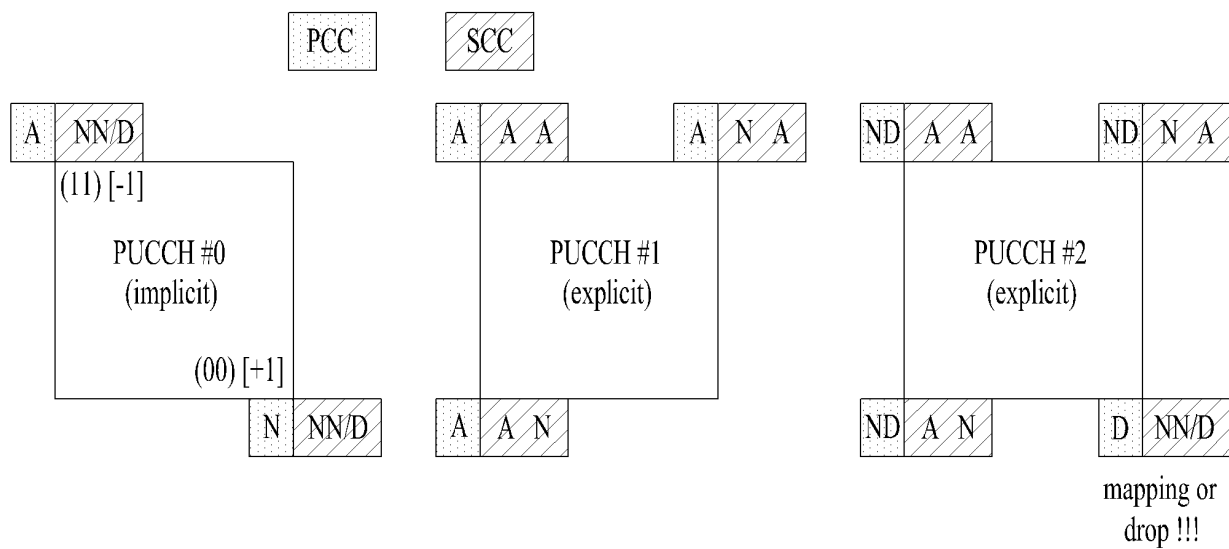 PCC SCC
A NN/D A A A A N A ND A A ND N A
(11) [-1]
PUCCH #0 PUCCH #1 PUCCH #2
(implicit) (explicit) (explicit)
(00) [+1]
N NN/D A A N ND A N D NN/D
mapping or
drop !!!